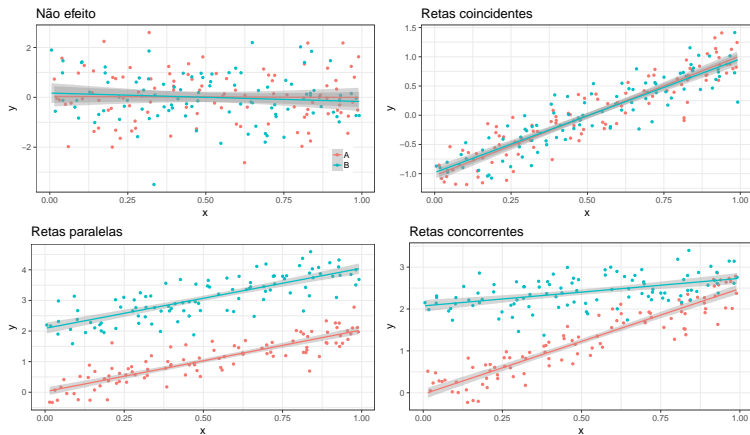 Não efeito
2
0
−2
y
0.00
0.25
0.50
0.75
1.00
x
A
B
Retas coincidentes
1.5
1.0
0.5
0.0
−0.5
−1.0
y
0.00
0.25
0.50
0.75
1.00
x
Retas paralelas
4
3
2
1
0
y
0.00
0.25
0.50
0.75
1.00
x
Retas concorrentes
3
2
1
0
y
0.00
0.25
0.50
0.75
1.00
x